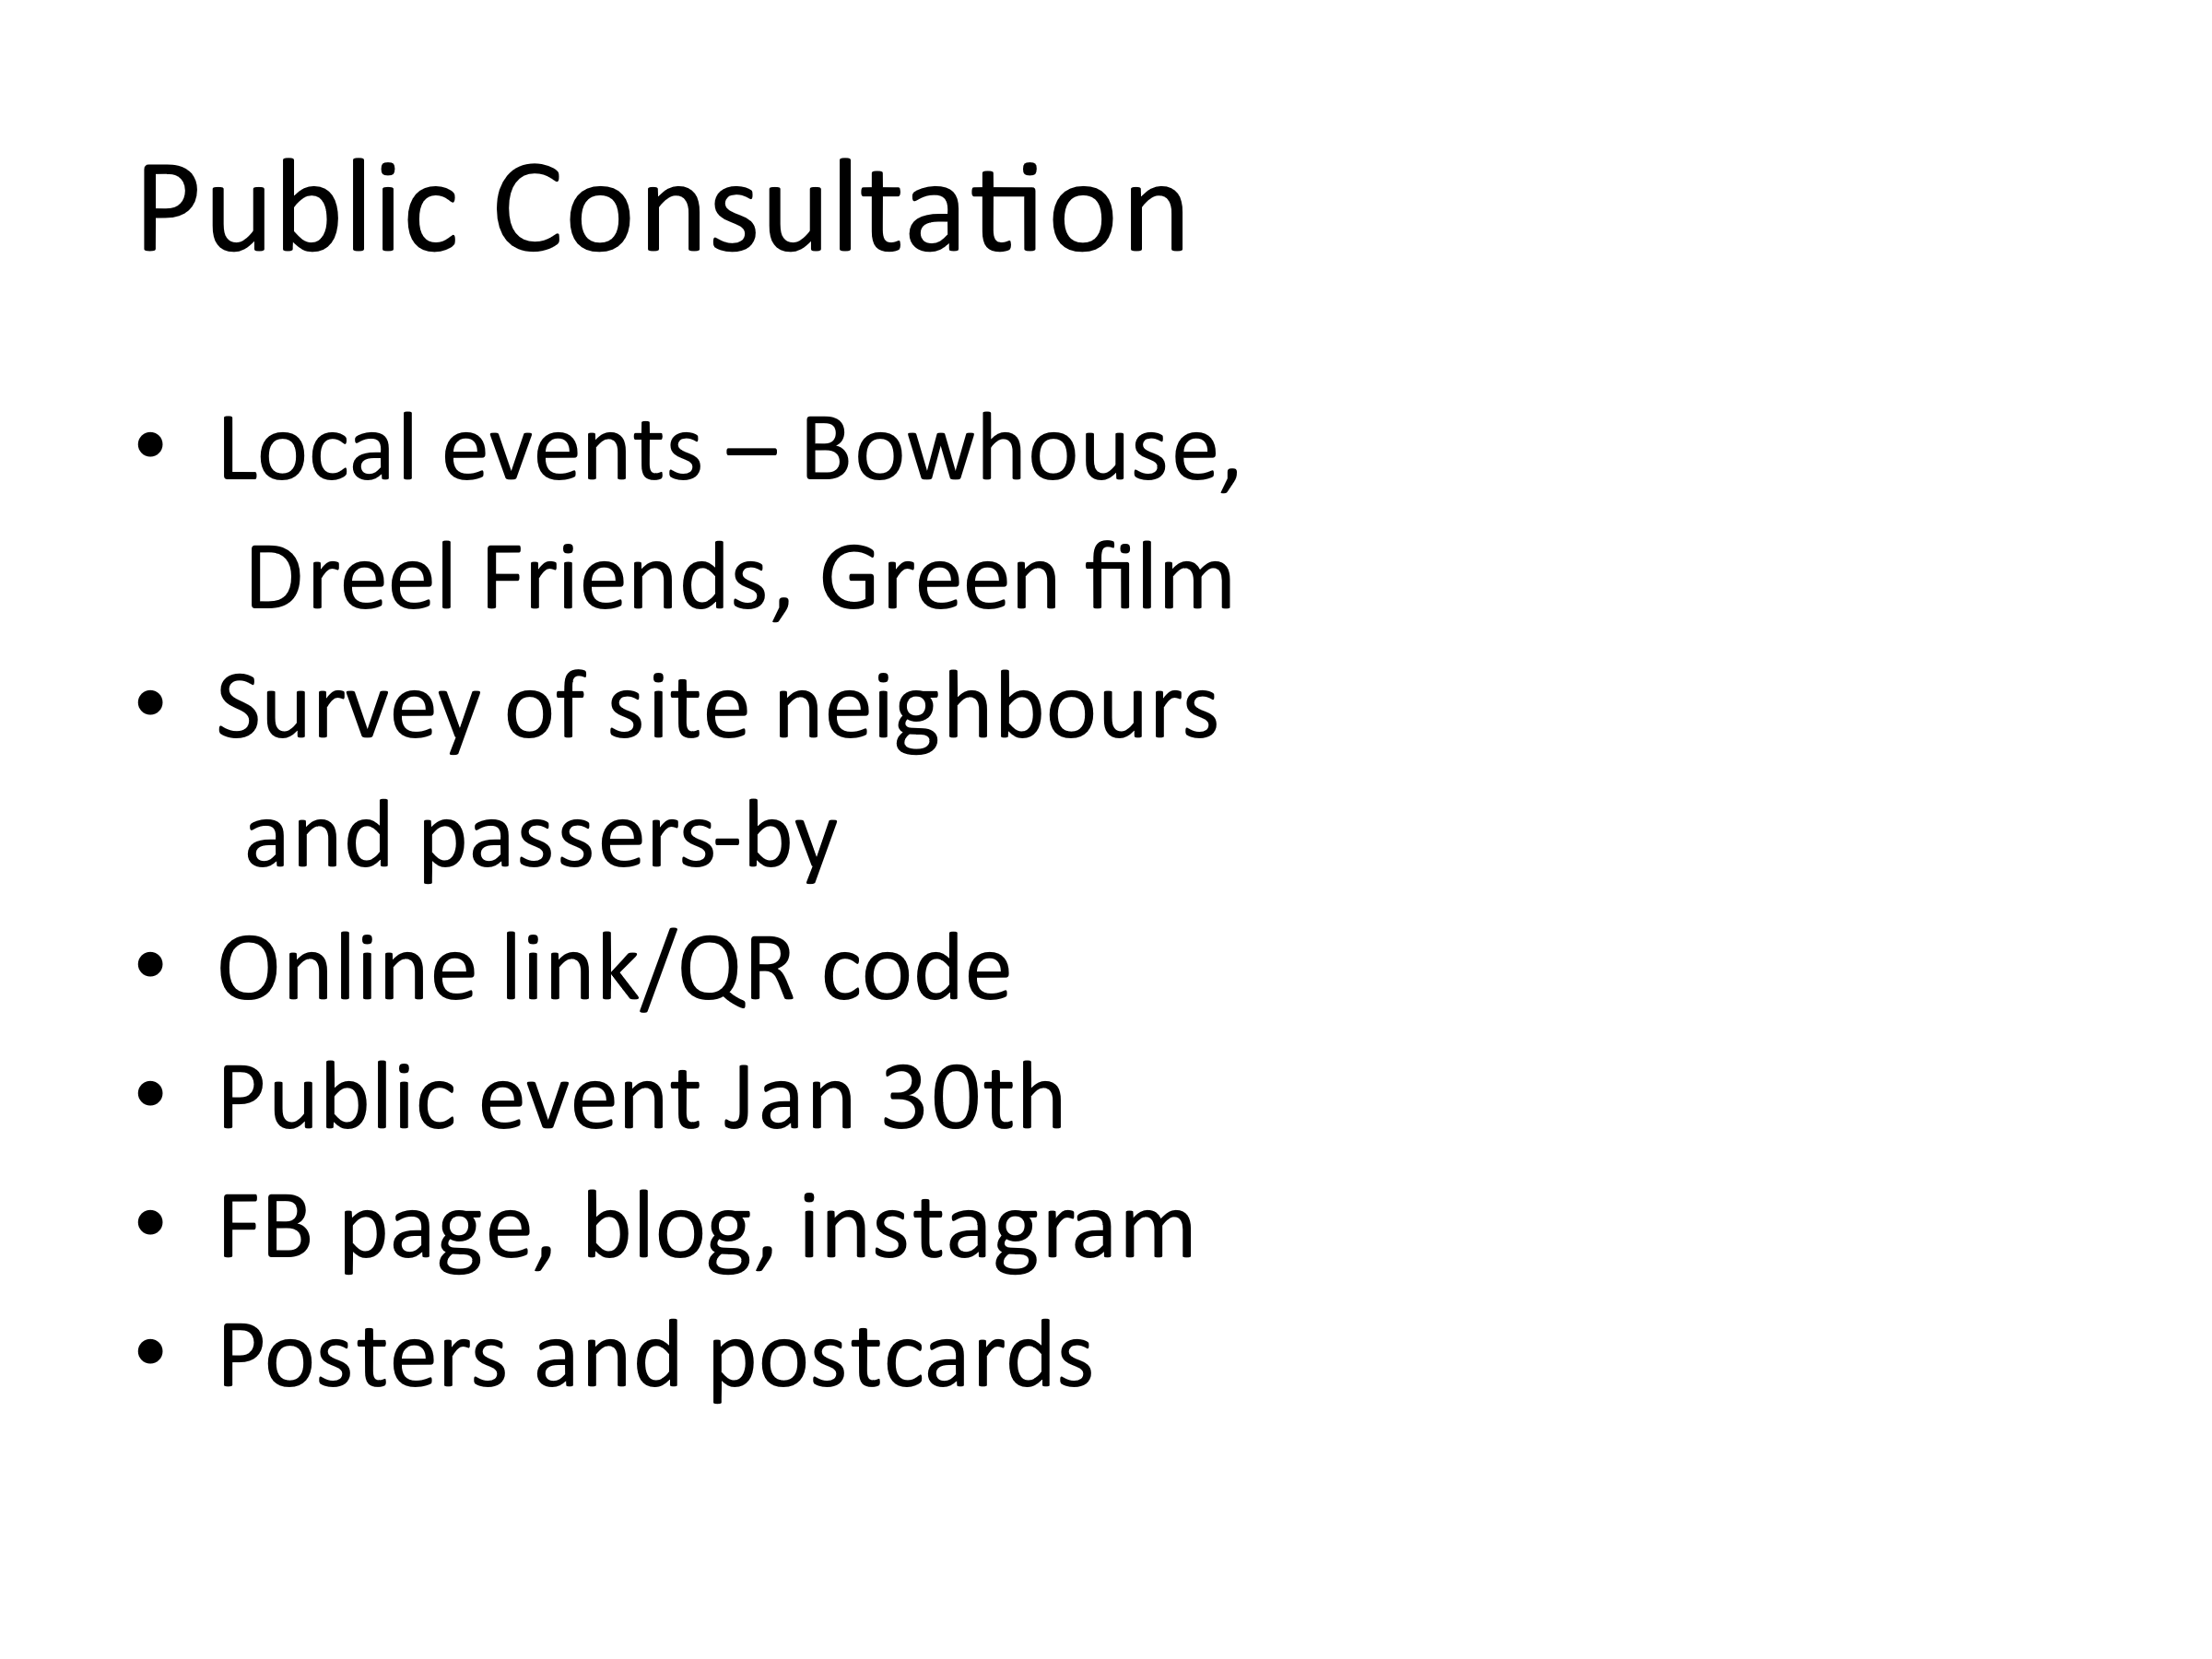 Public Consultation
• Local events – Bowhouse,
Dreel Friends, Green film
• Survey of site neighbours
and passers-by
• Online link/QR code
• Public event Jan 30th
• FB page, blog, instagram
• Posters and postcards